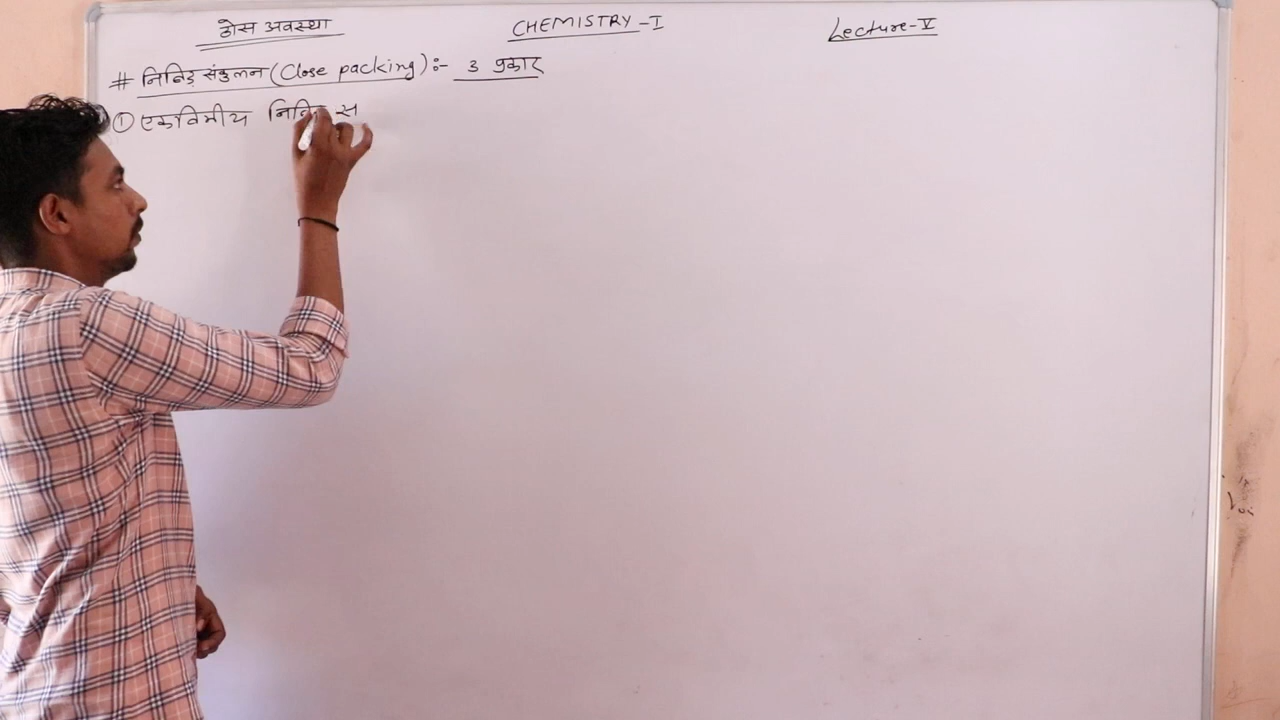 ठोस अवस्था CHEMISTRY-I Lecture-V
# निबिड़ संकुलन (Close packing) :- 3 प्रकार
① एकविमीय स